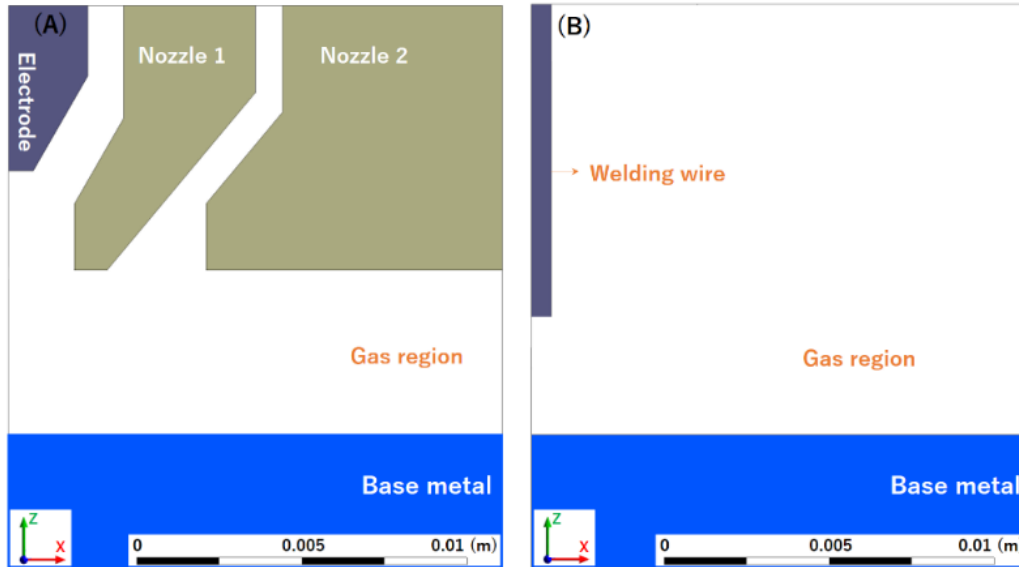 (A)
Electrode
Nozzle 1
Nozzle 2
Gas region
Base metal
Z
X
0
0.005
0.01 (m)
(B)
Welding wire
Gas region
Base metal
Z
X
0
0.005
0.01 (m)